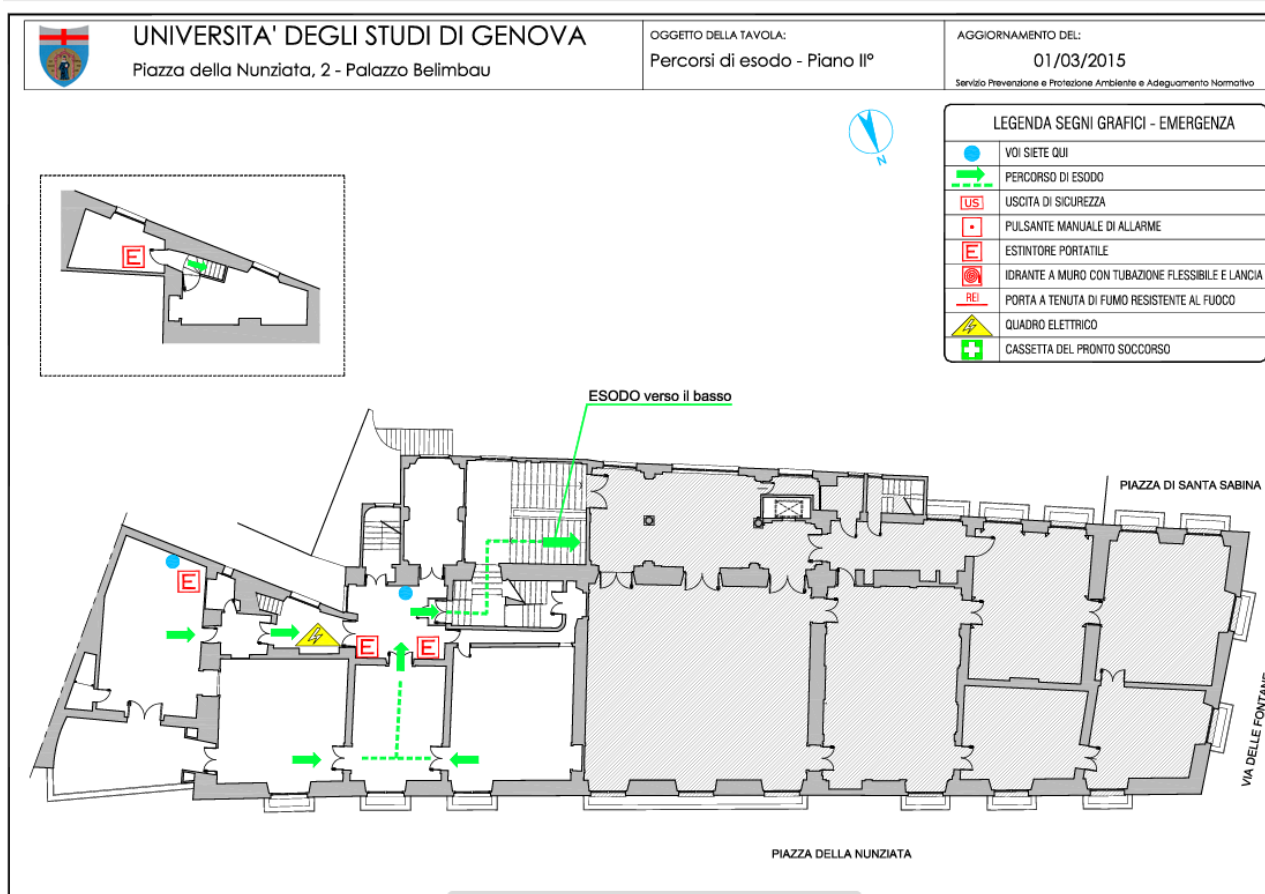 UNIVERSITA' DEGLI STUDI DI GENOVA
Piazza della Nunziata, 2 - Palazzo Belimbau
OGGETTO DELLA TAVOLA:
Percorsi di esodo - Piano II°
AGGIORNAMENTO DEL:
01/03/2015
Servizio Prevenzione e Protezione Ambiente e Adeguamento Normativo
N
LEGENDA SEGNI GRAFICI - EMERGENZA
VOI SIETE QUI
PERCORSO DI ESODO
US USCITA DI SICUREZZA
PULSANTE MANUALE DI ALLARME
E ESTINTORE PORTATILE
IDRANTE A MURO CON TUBAZIONE FLESSIBILE E LANCIA
REI PORTA A TENUTA DI FUMO RESISTENTE AL FUOCO
QUADRO ELETTRICO
CASSETTA DEL PRONTO SOCCORSO
E
ESODO verso il basso
PIAZZA DI SANTA SABINA
E
E
E
VIA DELLE FONTANE
PIAZZA DELLA NUNZIATA